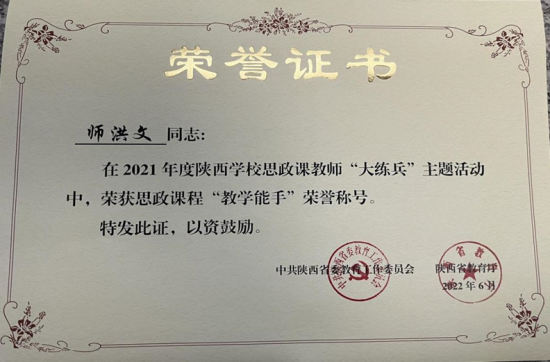 荣誉证书
师洪文 同志：
在 2021 年度陕西学校思政课教师“大练兵”主题活动
中，荣获思政课程“教学能手”荣誉称号。
特发此证，以资鼓励。
中共陕西省委教育工作委员会 陕西省教育厅
2022 年 6 月